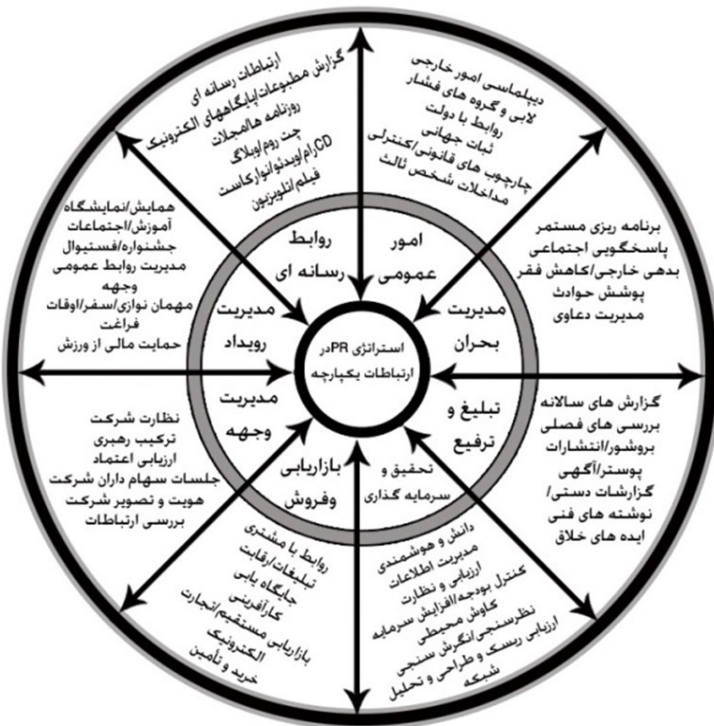 دیپلماسی امور خارجی
لابی و گروه های فشار
روابط با دولت
ثبات جهانی
چارچوب های قانونی/کنترلی
مداخلات شخص ثالث
امور
عمومی
برنامه ریزی مستمر
پاسخگویی اجتماعی
بدهی خارجی/کاهش فقر
پوشش حوادث
مدیریت دعاوی
مدیریت
بحران
گزارش های سالانه
بررسی های فصلی
بروشور/انتشارات
پوستر/آگهی
گزارشات دستی/
نوشته های فنی
ایده های خلاق
تبلیغ و
ترفیع
دانش و هوشمندی
مدیریت اطلاعات
ارزیابی و نظارت
کنترل بودجه/افزایش سرمایه
کاوش محیطی
نظرسنجی/نگرش سنجی
ارزیابی ریسک و طراحی و تحلیل
شبکه
تحقیق و
سرمایه گذاری
روابط با مشتری
تبلیغات/رقابت
جایگاه یابی
کارآفرینی
بازاریابی مستقیم/تجارت
الکترونیک
خرید و تأمین
بازاریابی
وفروش
نظارت شرکت
ترکیب رهبری
ارزیابی اعتماد
جلسات سهام داران شرکت
هویت و تصویر شرکت
بررسی ارتباطات
مدیریت
وجهه
همایش/نمایشگاه
آموزش/اجتماعات
جشنواره/فستیوال
مدیریت روابط عمومی
وجهه
مهمان نوازی/سفر/اوقات
فراغت
حمایت مالی از ورزش
مدیریت
رویداد
ارتباطات رسانه ای
گزارش مطبوعات/پایگاههای الکترونیک
روزنامه ها/مجلات
چت روم/وبلاگ
CDرام/ویدئو/نوارکاست
فیلم/تلویزیون
روابط
رسانه ای
استراتژی PRدر
ارتباطات یکپارچه